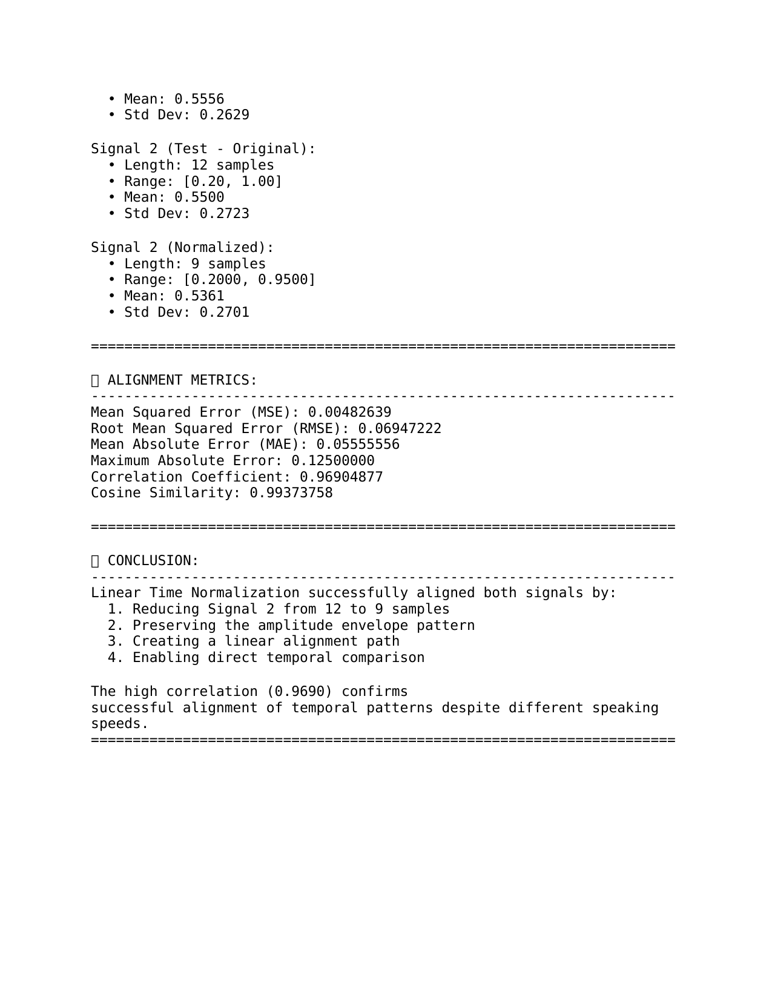 • Mean: 0.5556
• Std Dev: 0.2629
Signal 2 (Test - Original):
• Length: 12 samples
• Range: [0.20, 1.00]
• Mean: 0.5500
• Std Dev: 0.2723
Signal 2 (Normalized):
• Length: 9 samples
• Range: [0.2000, 0.9500]
• Mean: 0.5361
• Std Dev: 0.2701
======================================================================
▯ ALIGNMENT METRICS:
----------------------------------------------------------------------
Mean Squared Error (MSE): 0.00482639
Root Mean Squared Error (RMSE): 0.06947222
Mean Absolute Error (MAE): 0.05555556
Maximum Absolute Error: 0.12500000
Correlation Coefficient: 0.96904877
Cosine Similarity: 0.99373758
======================================================================
▯ CONCLUSION:
----------------------------------------------------------------------
Linear Time Normalization successfully aligned both signals by:
1. Reducing Signal 2 from 12 to 9 samples
2. Preserving the amplitude envelope pattern
3. Creating a linear alignment path
4. Enabling direct temporal comparison
The high correlation (0.9690) confirms
successful alignment of temporal patterns despite different speaking
speeds.
======================================================================